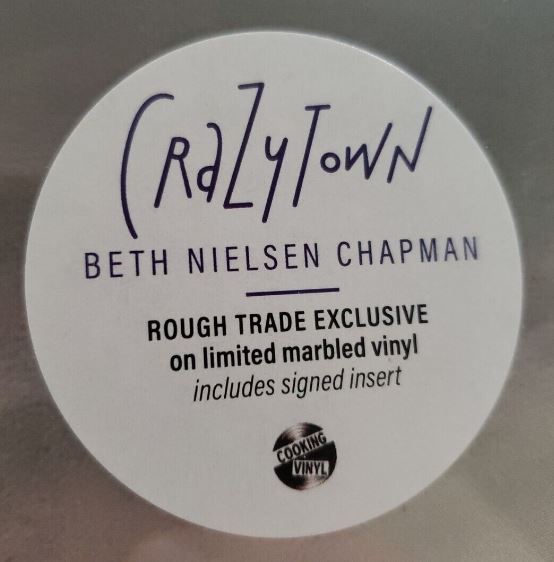 CRaZyToWN
BETH NIELSEN CHAPMAN
ROUGH TRADE EXCLUSIVE
on limited marbled vinyl
includes signed insert
COOKING
VINYL